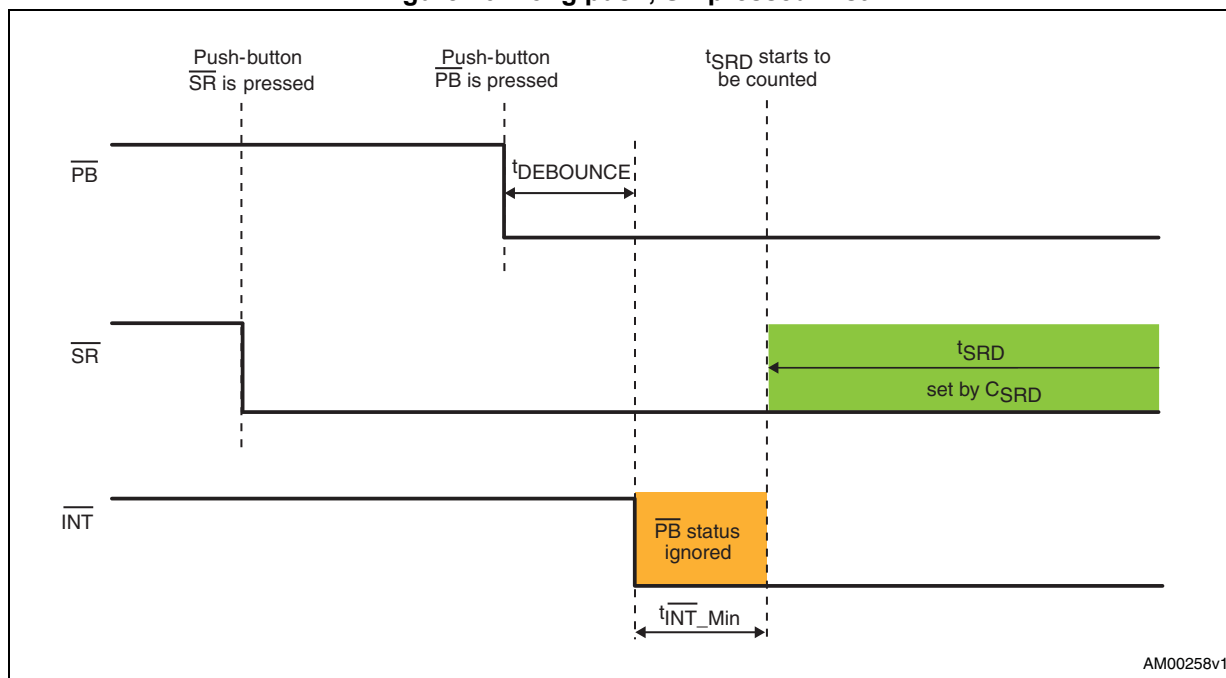 Push-button
SR is pressed
Push-button
PB is pressed
tSRD starts to
be counted
PB
tDEBOUNCE
SR
tSRD
set by CSRD
INT
PB status
ignored
tINT_Min
AM00258v1